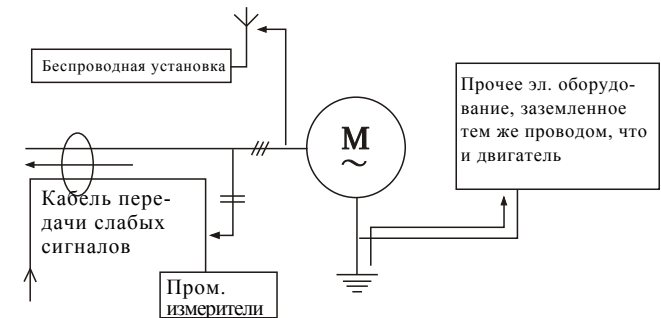 Беспроводная установка
Прочее эл. оборудо-
вание, заземленное
тем же проводом, что
и двигатель
М
~
Кабель пере-
дачи слабых
сигналов
Пром.
измерители